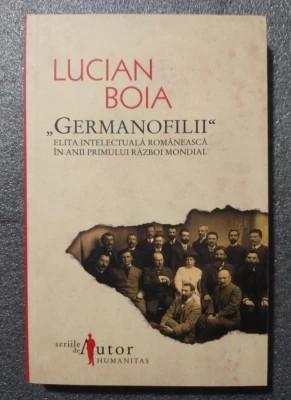 LUCIAN
BOIA
„GERMANOFILII“
ELITA INTELECTUALĂ ROMÂNEASCĂ
ÎN ANII PRIMULUI RĂZBOI MONDIAL
seriile de Autor
HUMANITAS